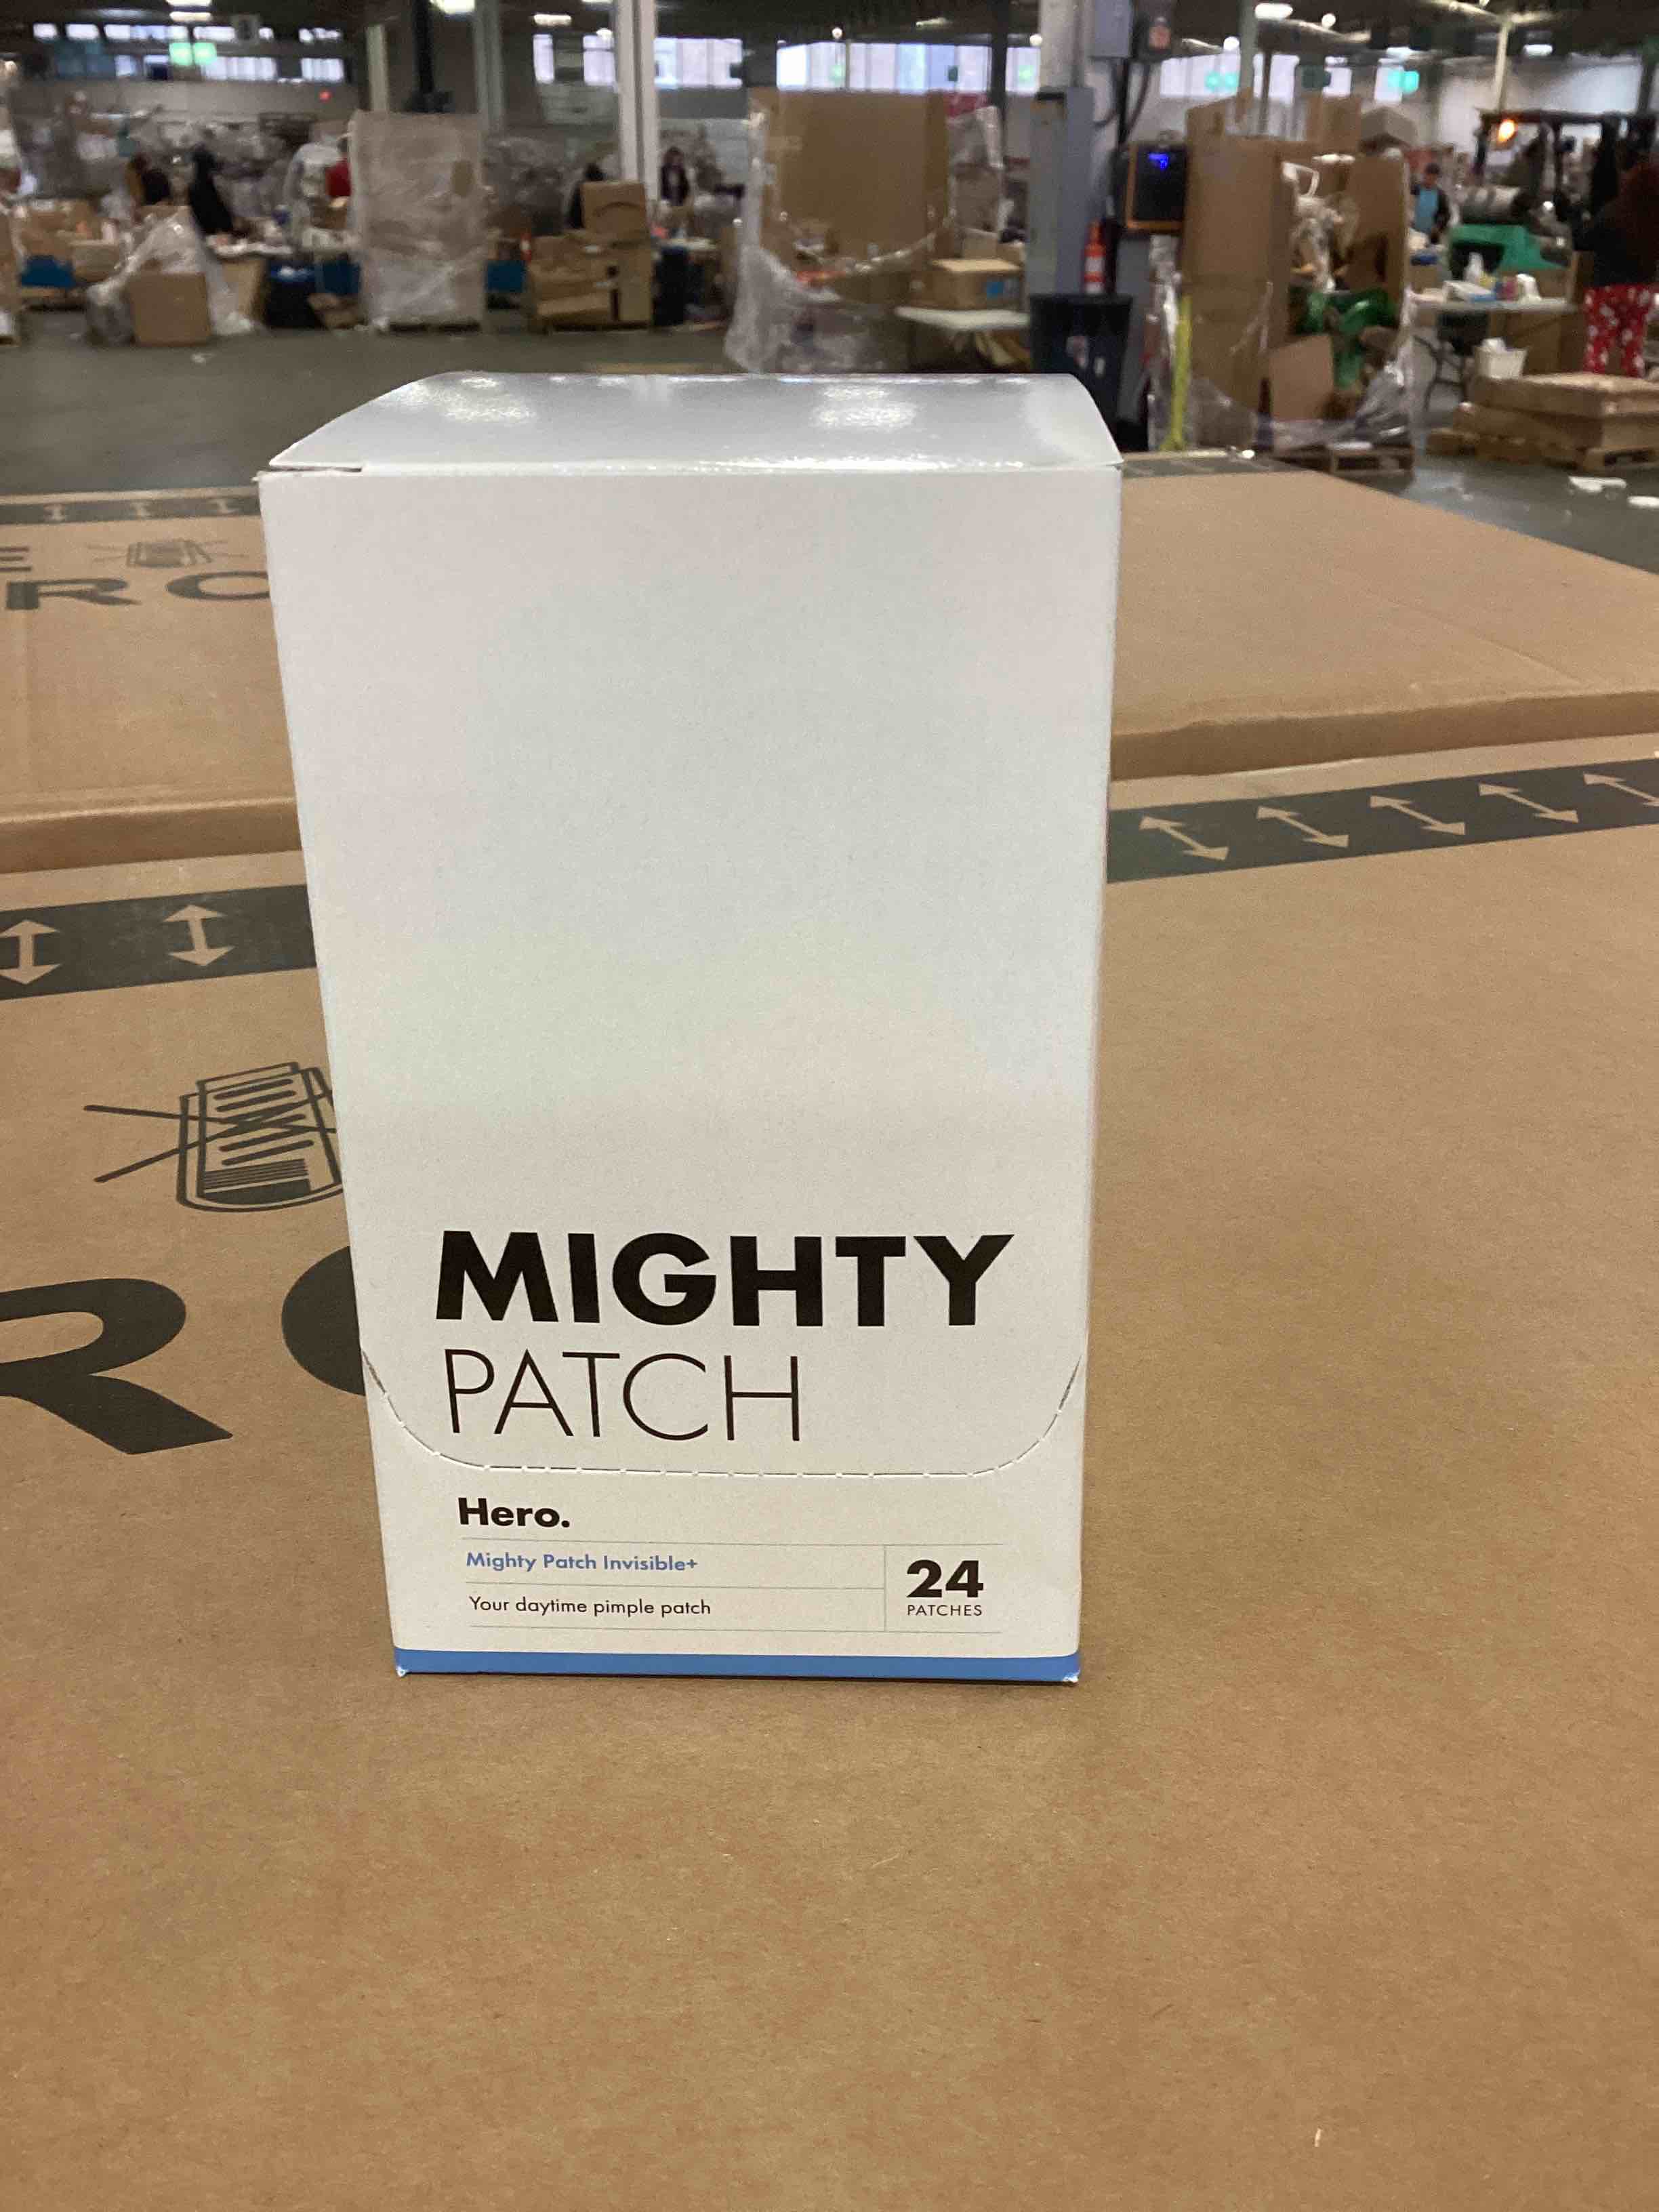 MIGHTY
PATCH
Hero.
Mighty Patch Invisible+
Your daytime pimple patch
24
PATCHES